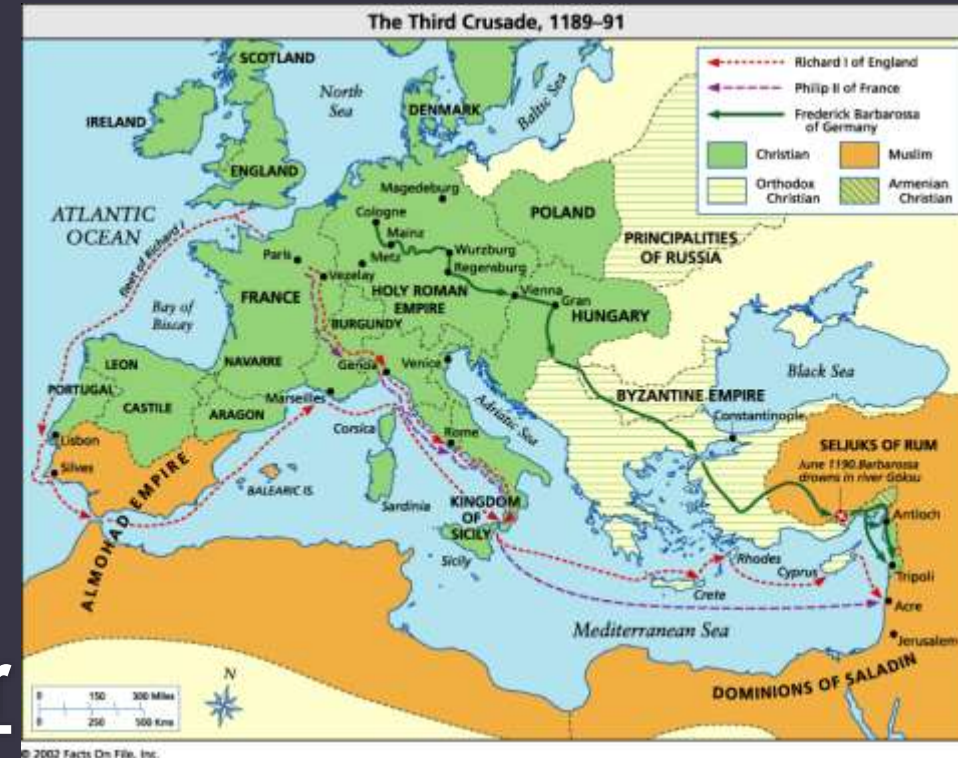 The Third Crusade, 1189–91
Richard I of England
Philip II of France
Frederick Barbarossa
of Germany
Christian
Muslim
Orthodox
Christian
Armenian
Christian
SCOTLAND
North
Sea
DENMARK
Baltic Sea
IRELAND
ENGLAND
Magedeburg
ATLANTIC
OCEAN
Cologne
Mainz
POLAND
Paris
Metz
Wurzburg
Regensburg
PRINCIPALITIES
OF RUSSIA
Fleet of Richard I
Vezelay
Vienna
Gran
FRANCE
HOLY ROMAN
EMPIRE
HUNGARY
Bay of
Biscay
BURGUNDY
LEON
NAVARRE
Genoa
Venice
Black Sea
PORTUGAL
CASTILE
ARAGON
Marseilles
BYZANTINE EMPIRE
Constantinople
Corsica
Adriatic Sea
Lisbon
Rome
SELJUKS OF RUM
Silves
June 1190.Barbarossa
drowns in river Göksu
BALEARIC IS.
Sardinia
KINGDOM
OF
SICILY
ALMOHAD EMPIRE
Antioch
Sicily
Rhodes
Cyprus
Tripoli
Crete
Acre
Mediterranean Sea
Jerusalem
DOMINIONS OF SALADIN
N
0 150 300 Miles
0 250 500 Kms
© 2002 Facts On File, Inc.